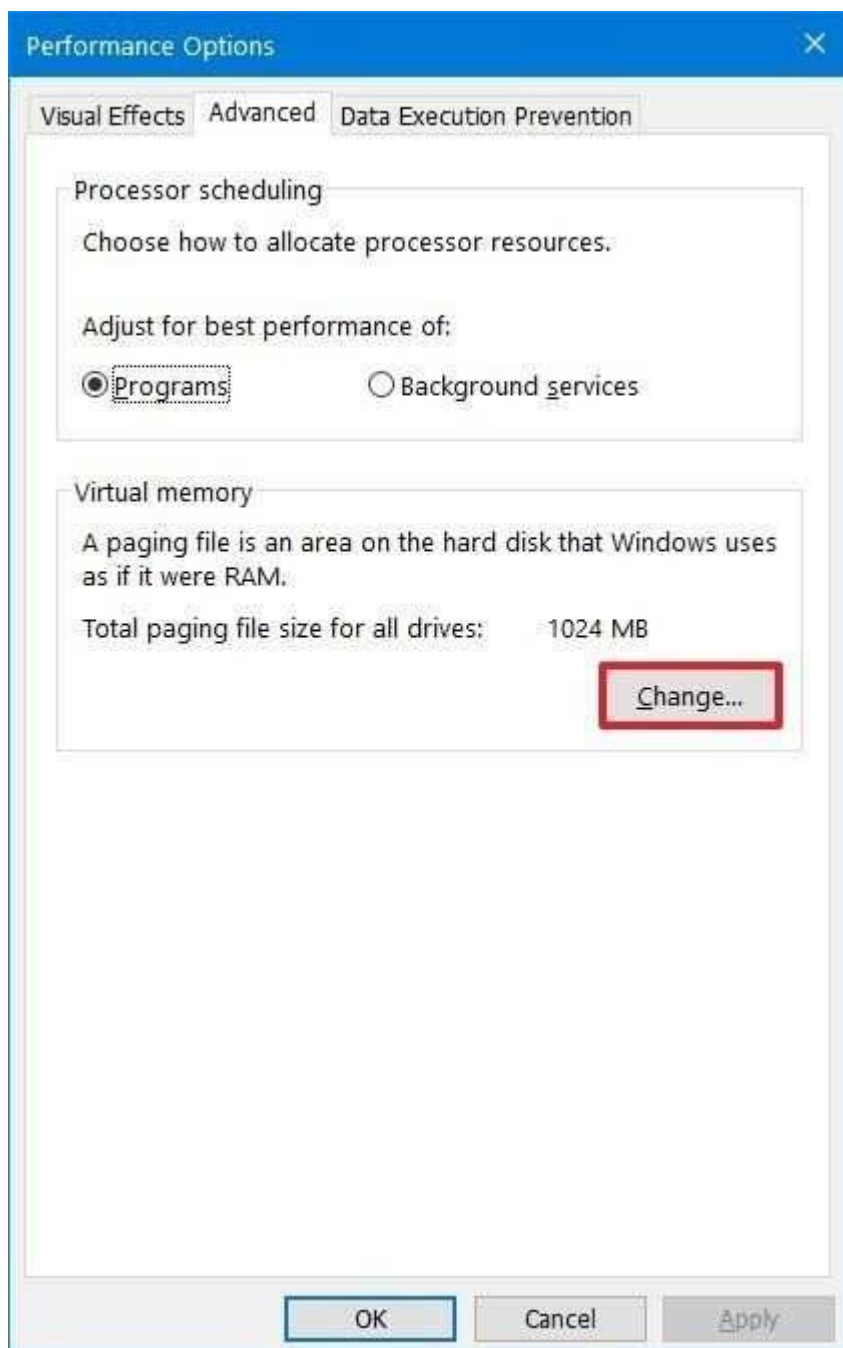 Performance Options
Visual Effects Advanced Data Execution Prevention
Processor scheduling
Choose how to allocate processor resources.
Adjust for best performance of:
Programs Background services
Virtual memory
A paging file is an area on the hard disk that Windows uses
as if it were RAM.
Total paging file size for all drives: 1024 MB
Change...
OK Cancel Apply